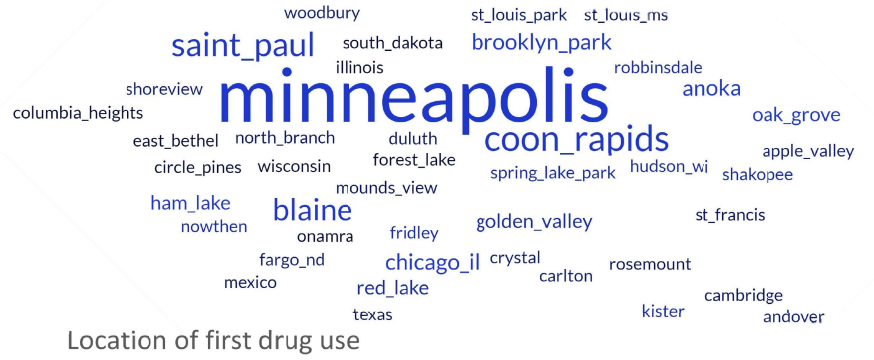 woodbury st_louis_park st_louis_ms
saint_paul south_dakota brooklyn_park
illinois robbinsdale
shoreview minneapolis anoka
columbia_heights oak_grove
east_bethel north_branch duluth coon_rapids
apple_valley
circle_pines wisconsin forest_lake
spring_lake_park hudson_wi shakopee
mounds_view
ham_lake blaine st_francis
nowthen golden_valley
onamra fridley
fargo_nd chicago_il crystal rosemount
mexico carlton
red_lake cambridge
texas kister andover
Location of first drug use